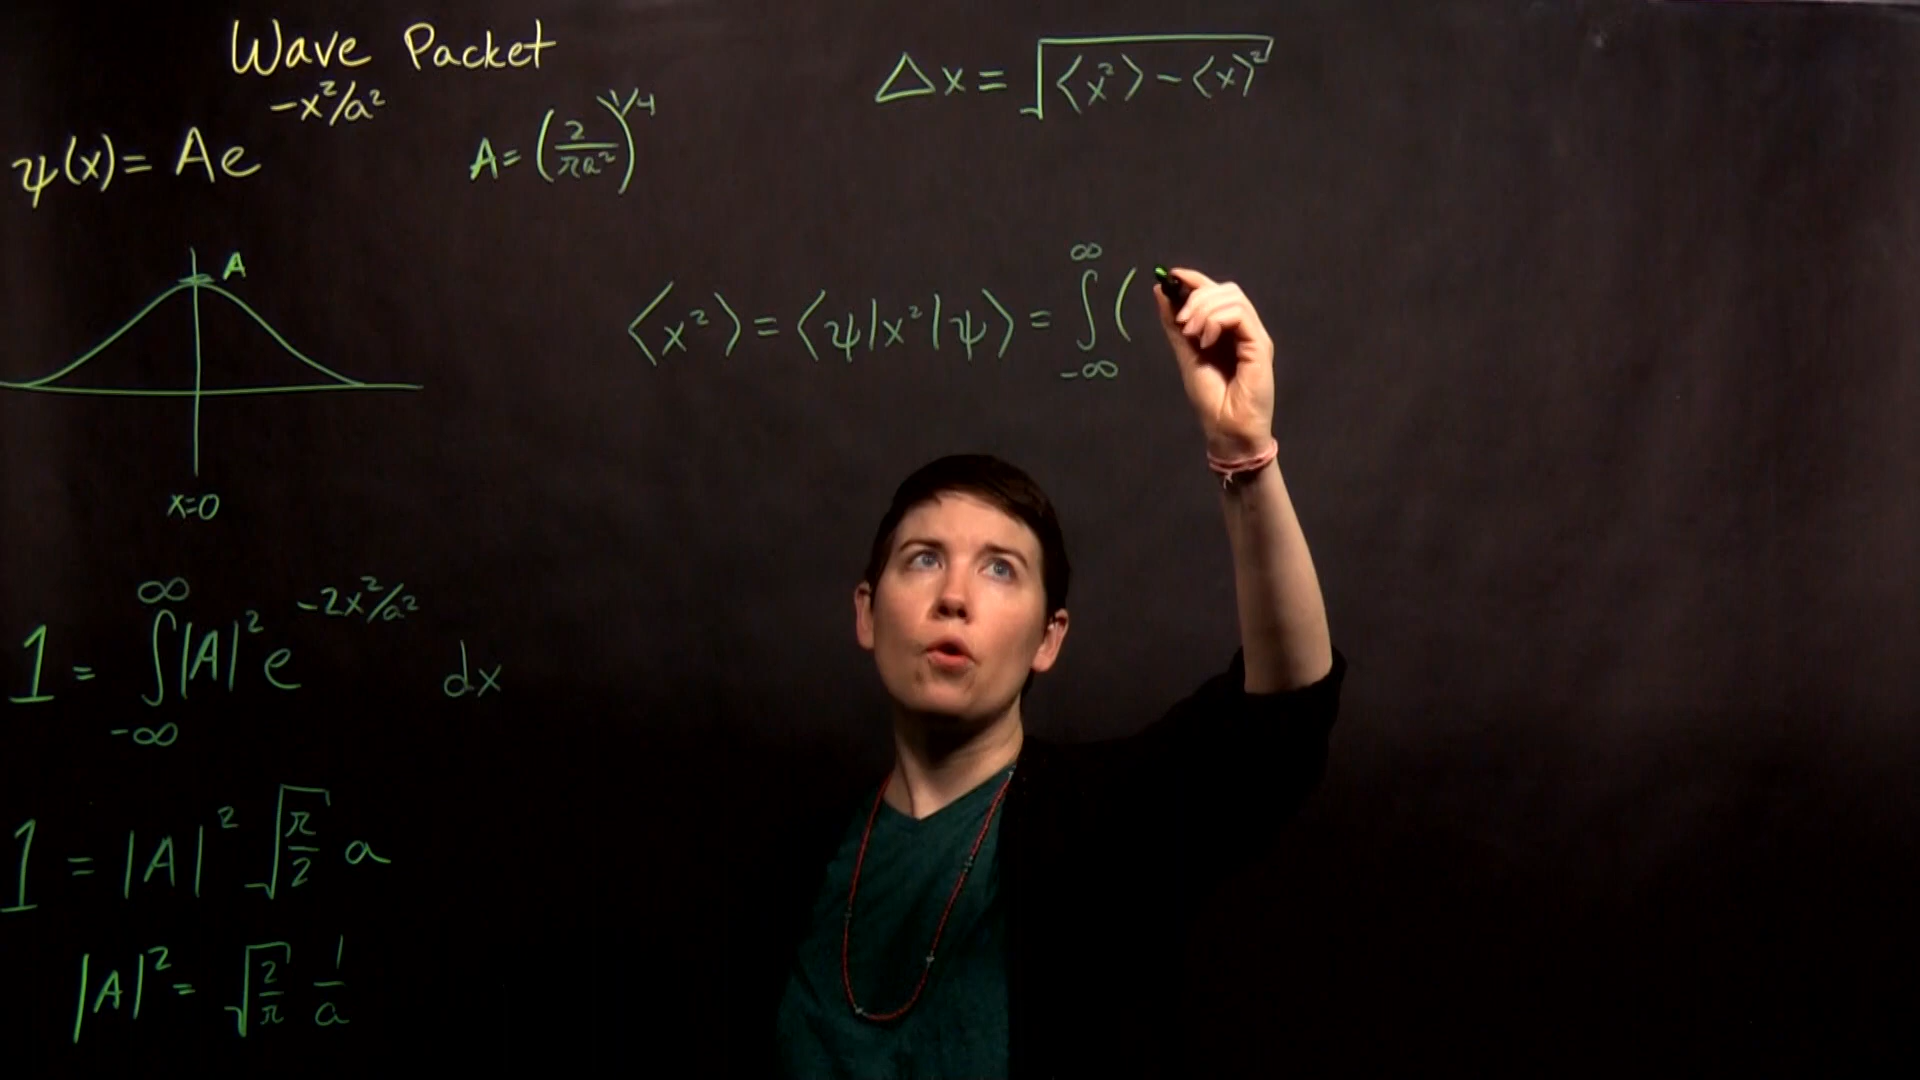 Wave Packet
ψ(x) = Ae^{-x²/a²}
A = (2/πa²)^{1/4}
A
x=0
1 = ∫_{-∞}^{∞} |A|² e^{-2x²/a²} dx
1 = |A|² √(π/2) a
|A|² = √(2/π) 1/a
Δx = √(⟨x²⟩ - ⟨x⟩²)
⟨x²⟩ = ⟨ψ|x²|ψ⟩ = ∫_{-∞}^{∞} (